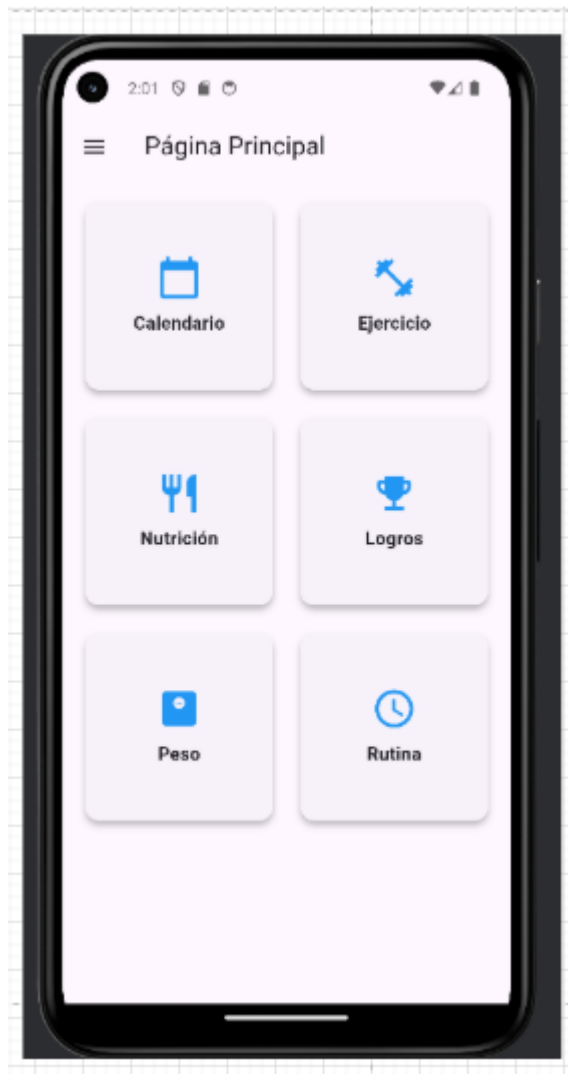 2:01
Página Principal
Calendario
Ejercicio
Nutrición
Logros
Peso
Rutina